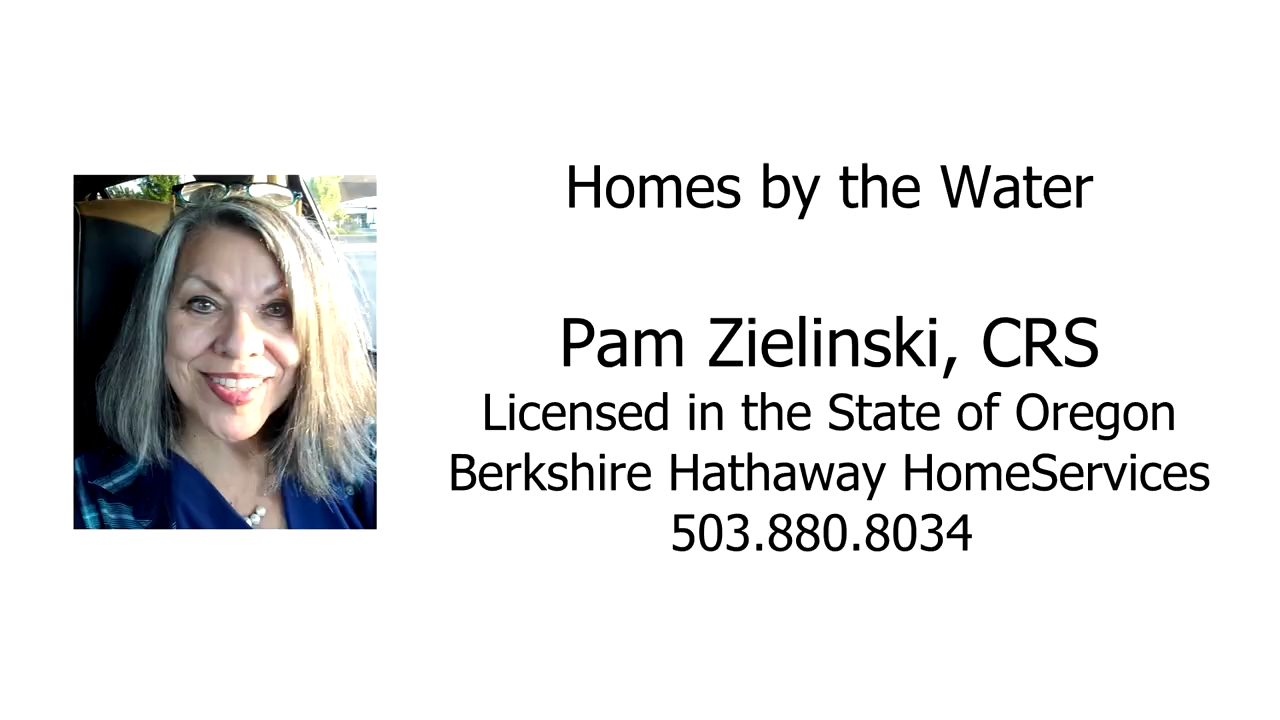 Homes by the Water
Pam Zielinski, CRS
Licensed in the State of Oregon
Berkshire Hathaway HomeServices
503.880.8034